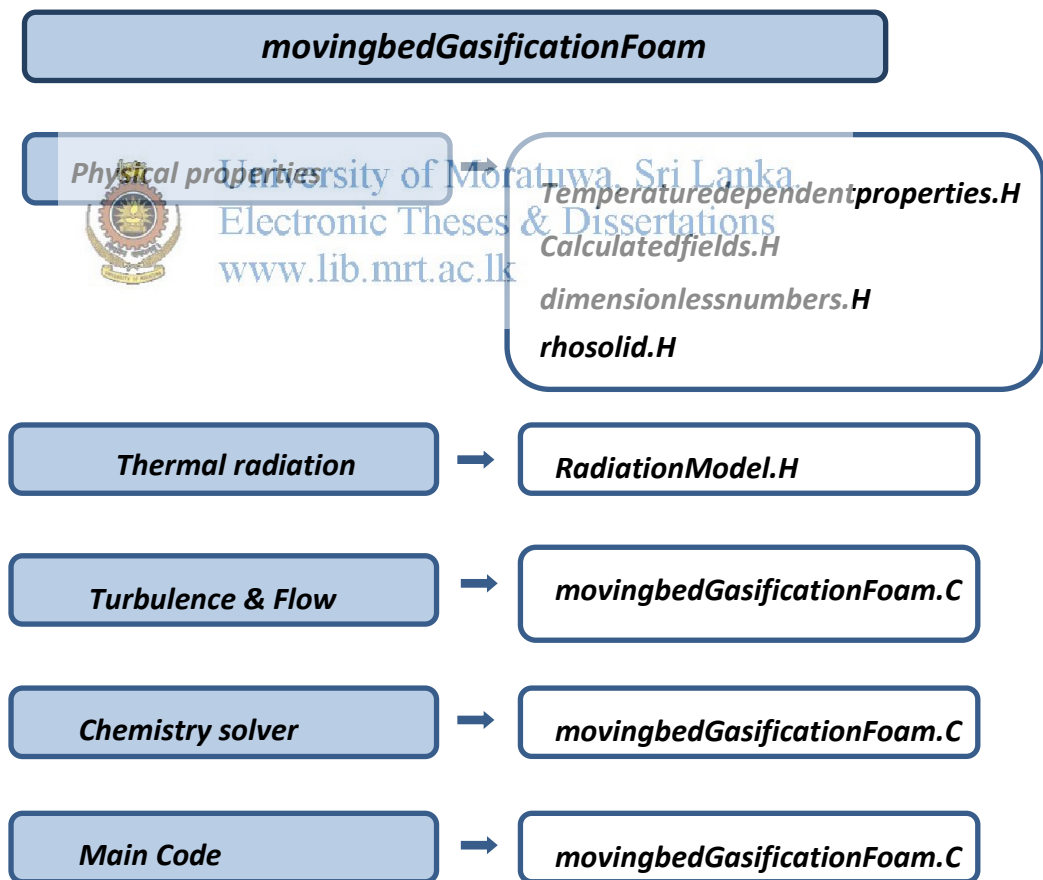 movingbedGasificationFoam
Physical properties
University of Moratuwa, Sri Lanka.
Electronic Theses & Dissertations
www.lib.mrt.ac.lk
Temperaturedependentproperties.H
Calculatedfields.H
dimensionlessnumbers.H
rhosolid.H
Thermal radiation
RadiationModel.H
Turbulence & Flow
movingbedGasificationFoam.C
Chemistry solver
movingbedGasificationFoam.C
Main Code
movingbedGasificationFoam.C